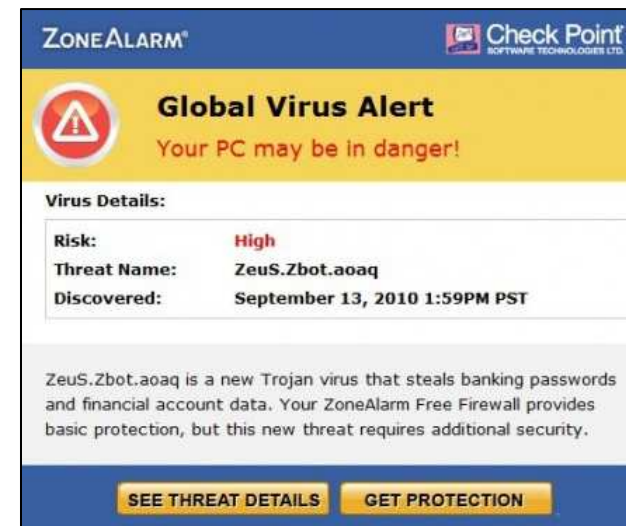 ZONEALARM®
Check Point
SOFTWARE TECHNOLOGIES LTD.
Global Virus Alert
Your PC may be in danger!
Virus Details:
Risk: High
Threat Name: ZeuS.Zbot.aoaq
Discovered: September 13, 2010 1:59PM PST
ZeuS.Zbot.aoaq is a new Trojan virus that steals banking passwords
and financial account data. Your ZoneAlarm Free Firewall provides
basic protection, but this new threat requires additional security.
SEE THREAT DETAILS GET PROTECTION